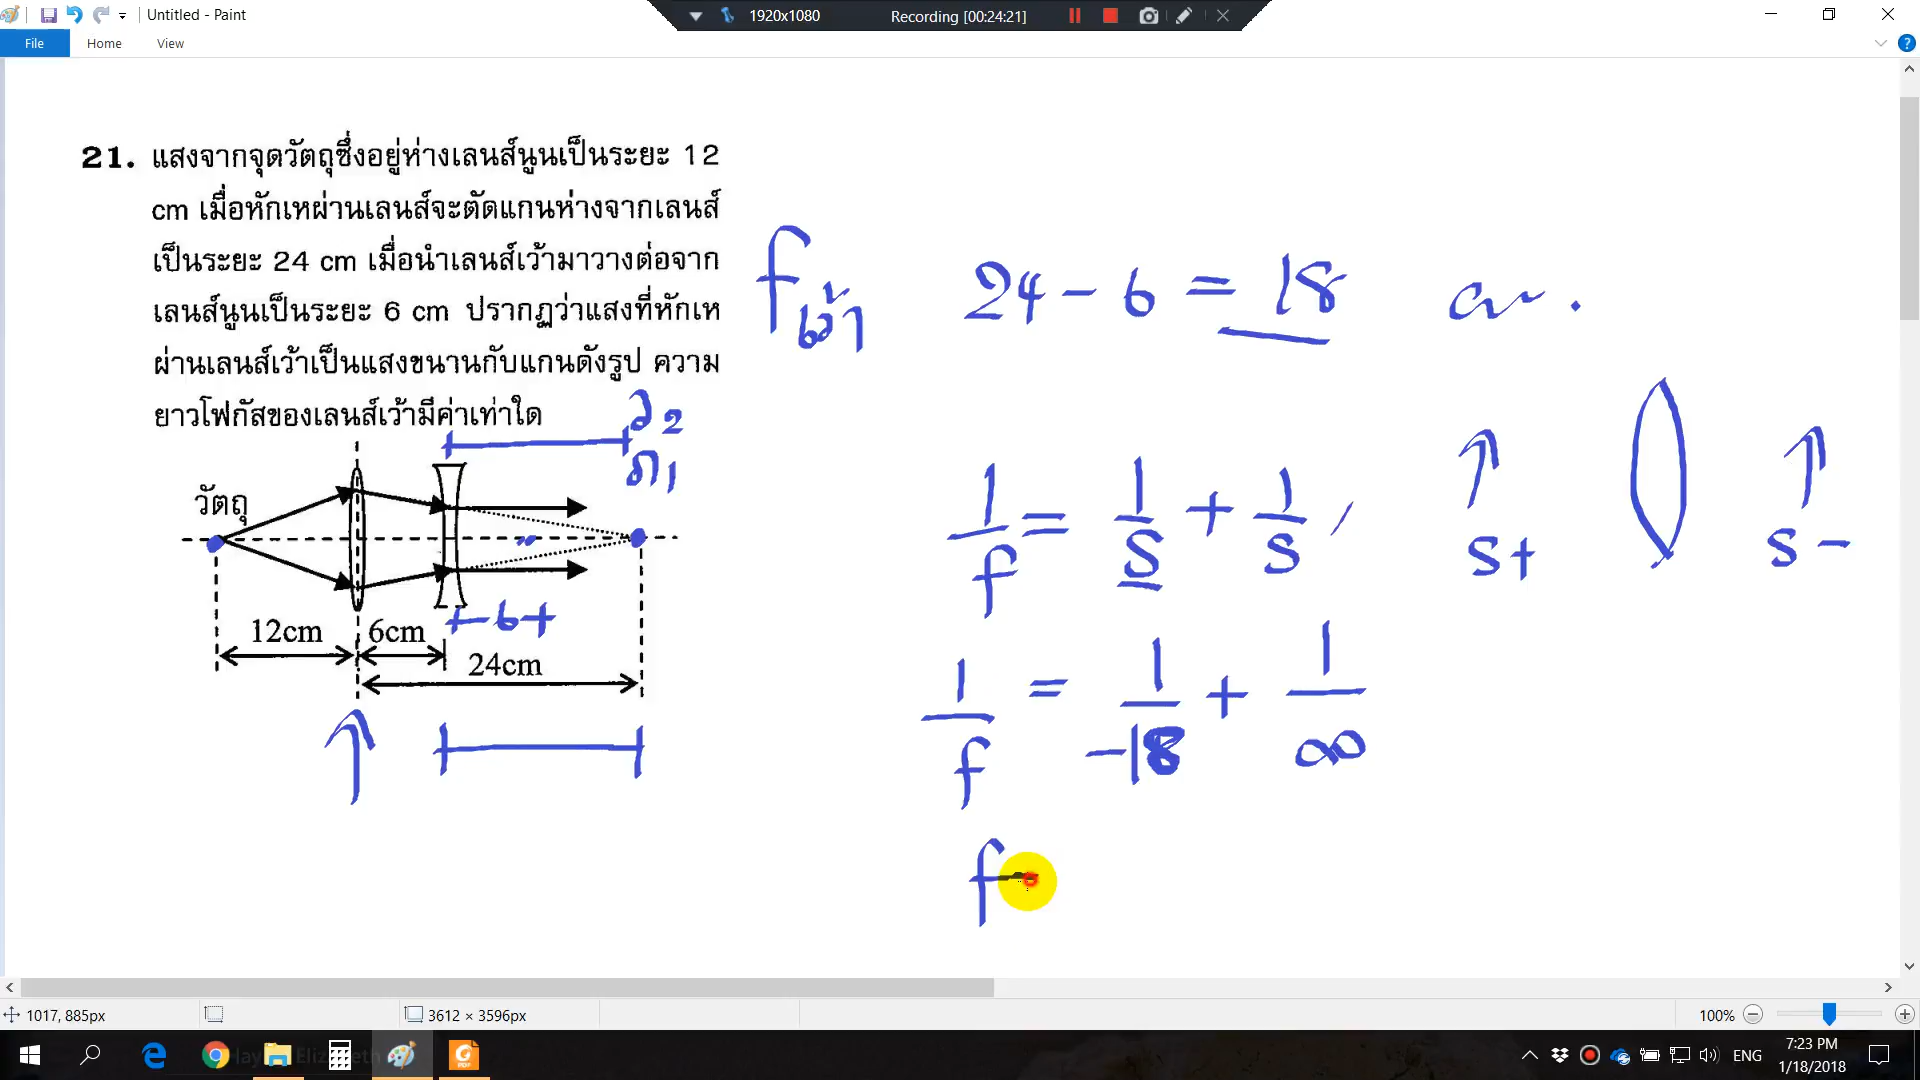 Untitled - Paint
1920x1080
Recording [00:24:21]
File
Home
View
21. แสงจากจุดวัตถุซึ่งอยู่ห่างเลนส์นูนเป็นระยะ 12
cm เมื่อหักเหผ่านเลนส์จะตัดแกนห่างจากเลนส์
เป็นระยะ 24 cm เมื่อนำเลนส์เว้ามาวางต่อจาก
เลนส์นูนเป็นระยะ 6 cm ปรากฏว่าแสงที่หักเห
ผ่านเลนส์เว้าเป็นแสงขนานกับแกนดังรูป ความ
ยาวโฟกัสของเลนส์เว้ามีค่าเท่าใด
f เว้า 24 - 6 = 18 cm.
ว2
ภ1
วัตถุ
6
12cm
6cm
24cm
1/f = 1/S + 1/S′
S+
S-
1/f = 1/-18 + 1/∞
f
1017, 885px
3612 × 3596px
100%
ENG
7:23 PM
1/18/2018